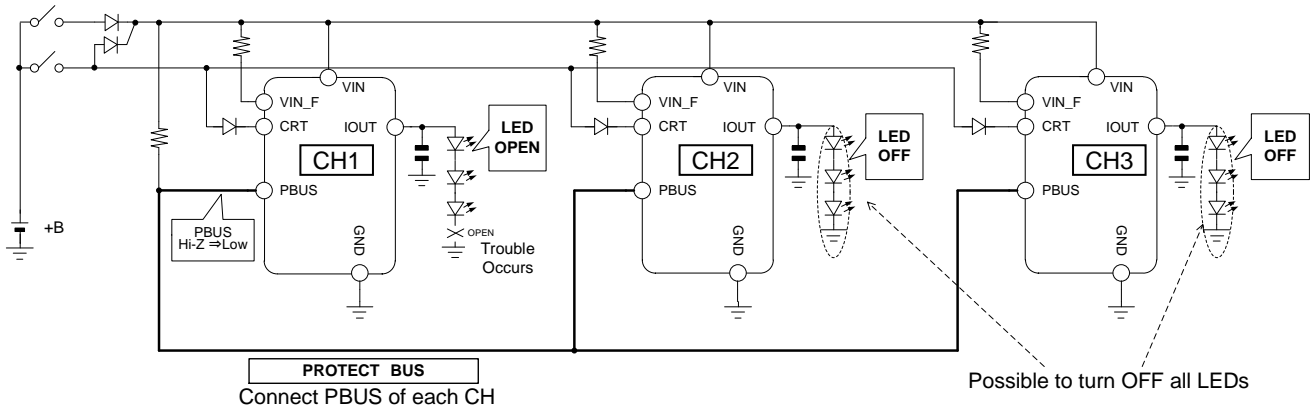 VIN
VIN_F
CRT
IOUT
CH1
PBUS
GND
LED
OPEN
OPEN
Trouble
Occurs
PBUS
Hi-Z ⇒Low
+B
VIN
VIN_F
CRT
IOUT
CH2
PBUS
GND
LED
OFF
VIN
VIN_F
CRT
IOUT
CH3
PBUS
GND
LED
OFF
PROTECT BUS
Connect PBUS of each CH
Possible to turn OFF all LEDs